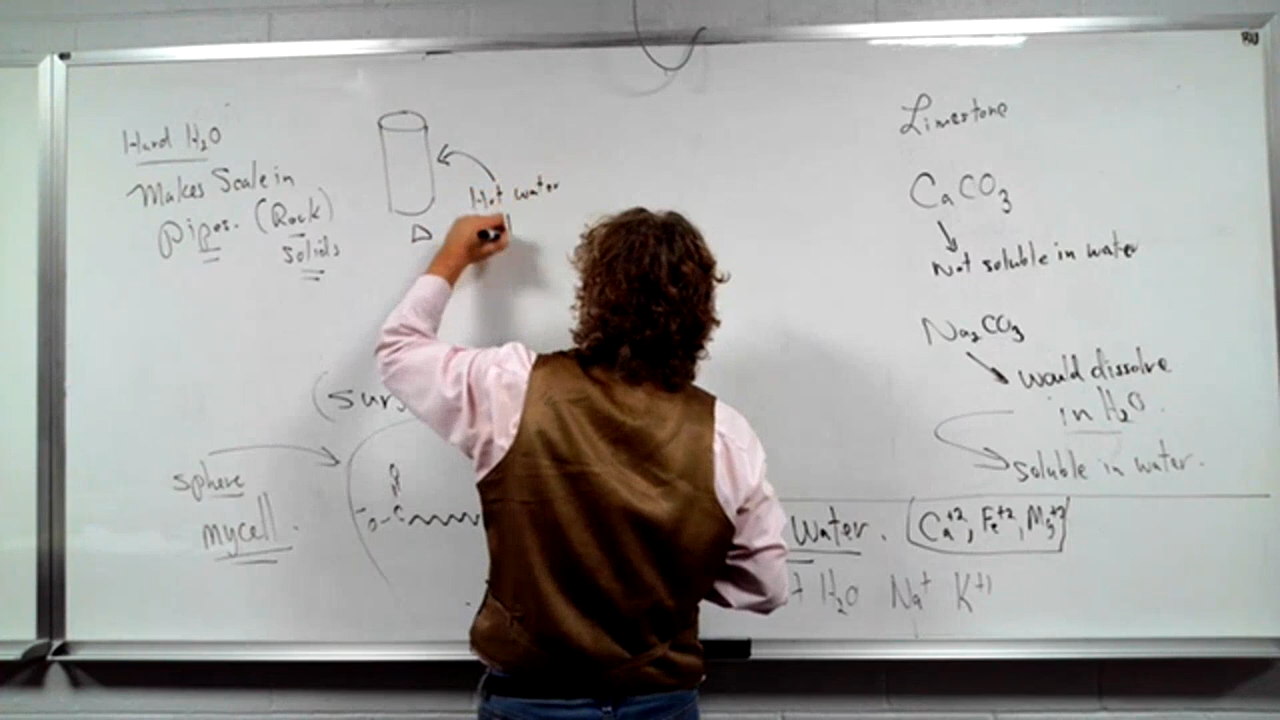 Hard H₂O
Makes Scale in
Pipes. (Rock)
Solids
Hot water
(Surf
sphere
mycell.
-O-C
Limestone
CaCO₃
Not soluble in water
Na₂CO₃
would dissolve
in H₂O.
soluble in water.
Water. (Ca⁺², Fe⁺², Mg⁺²)
H₂O Na⁺ K⁺¹